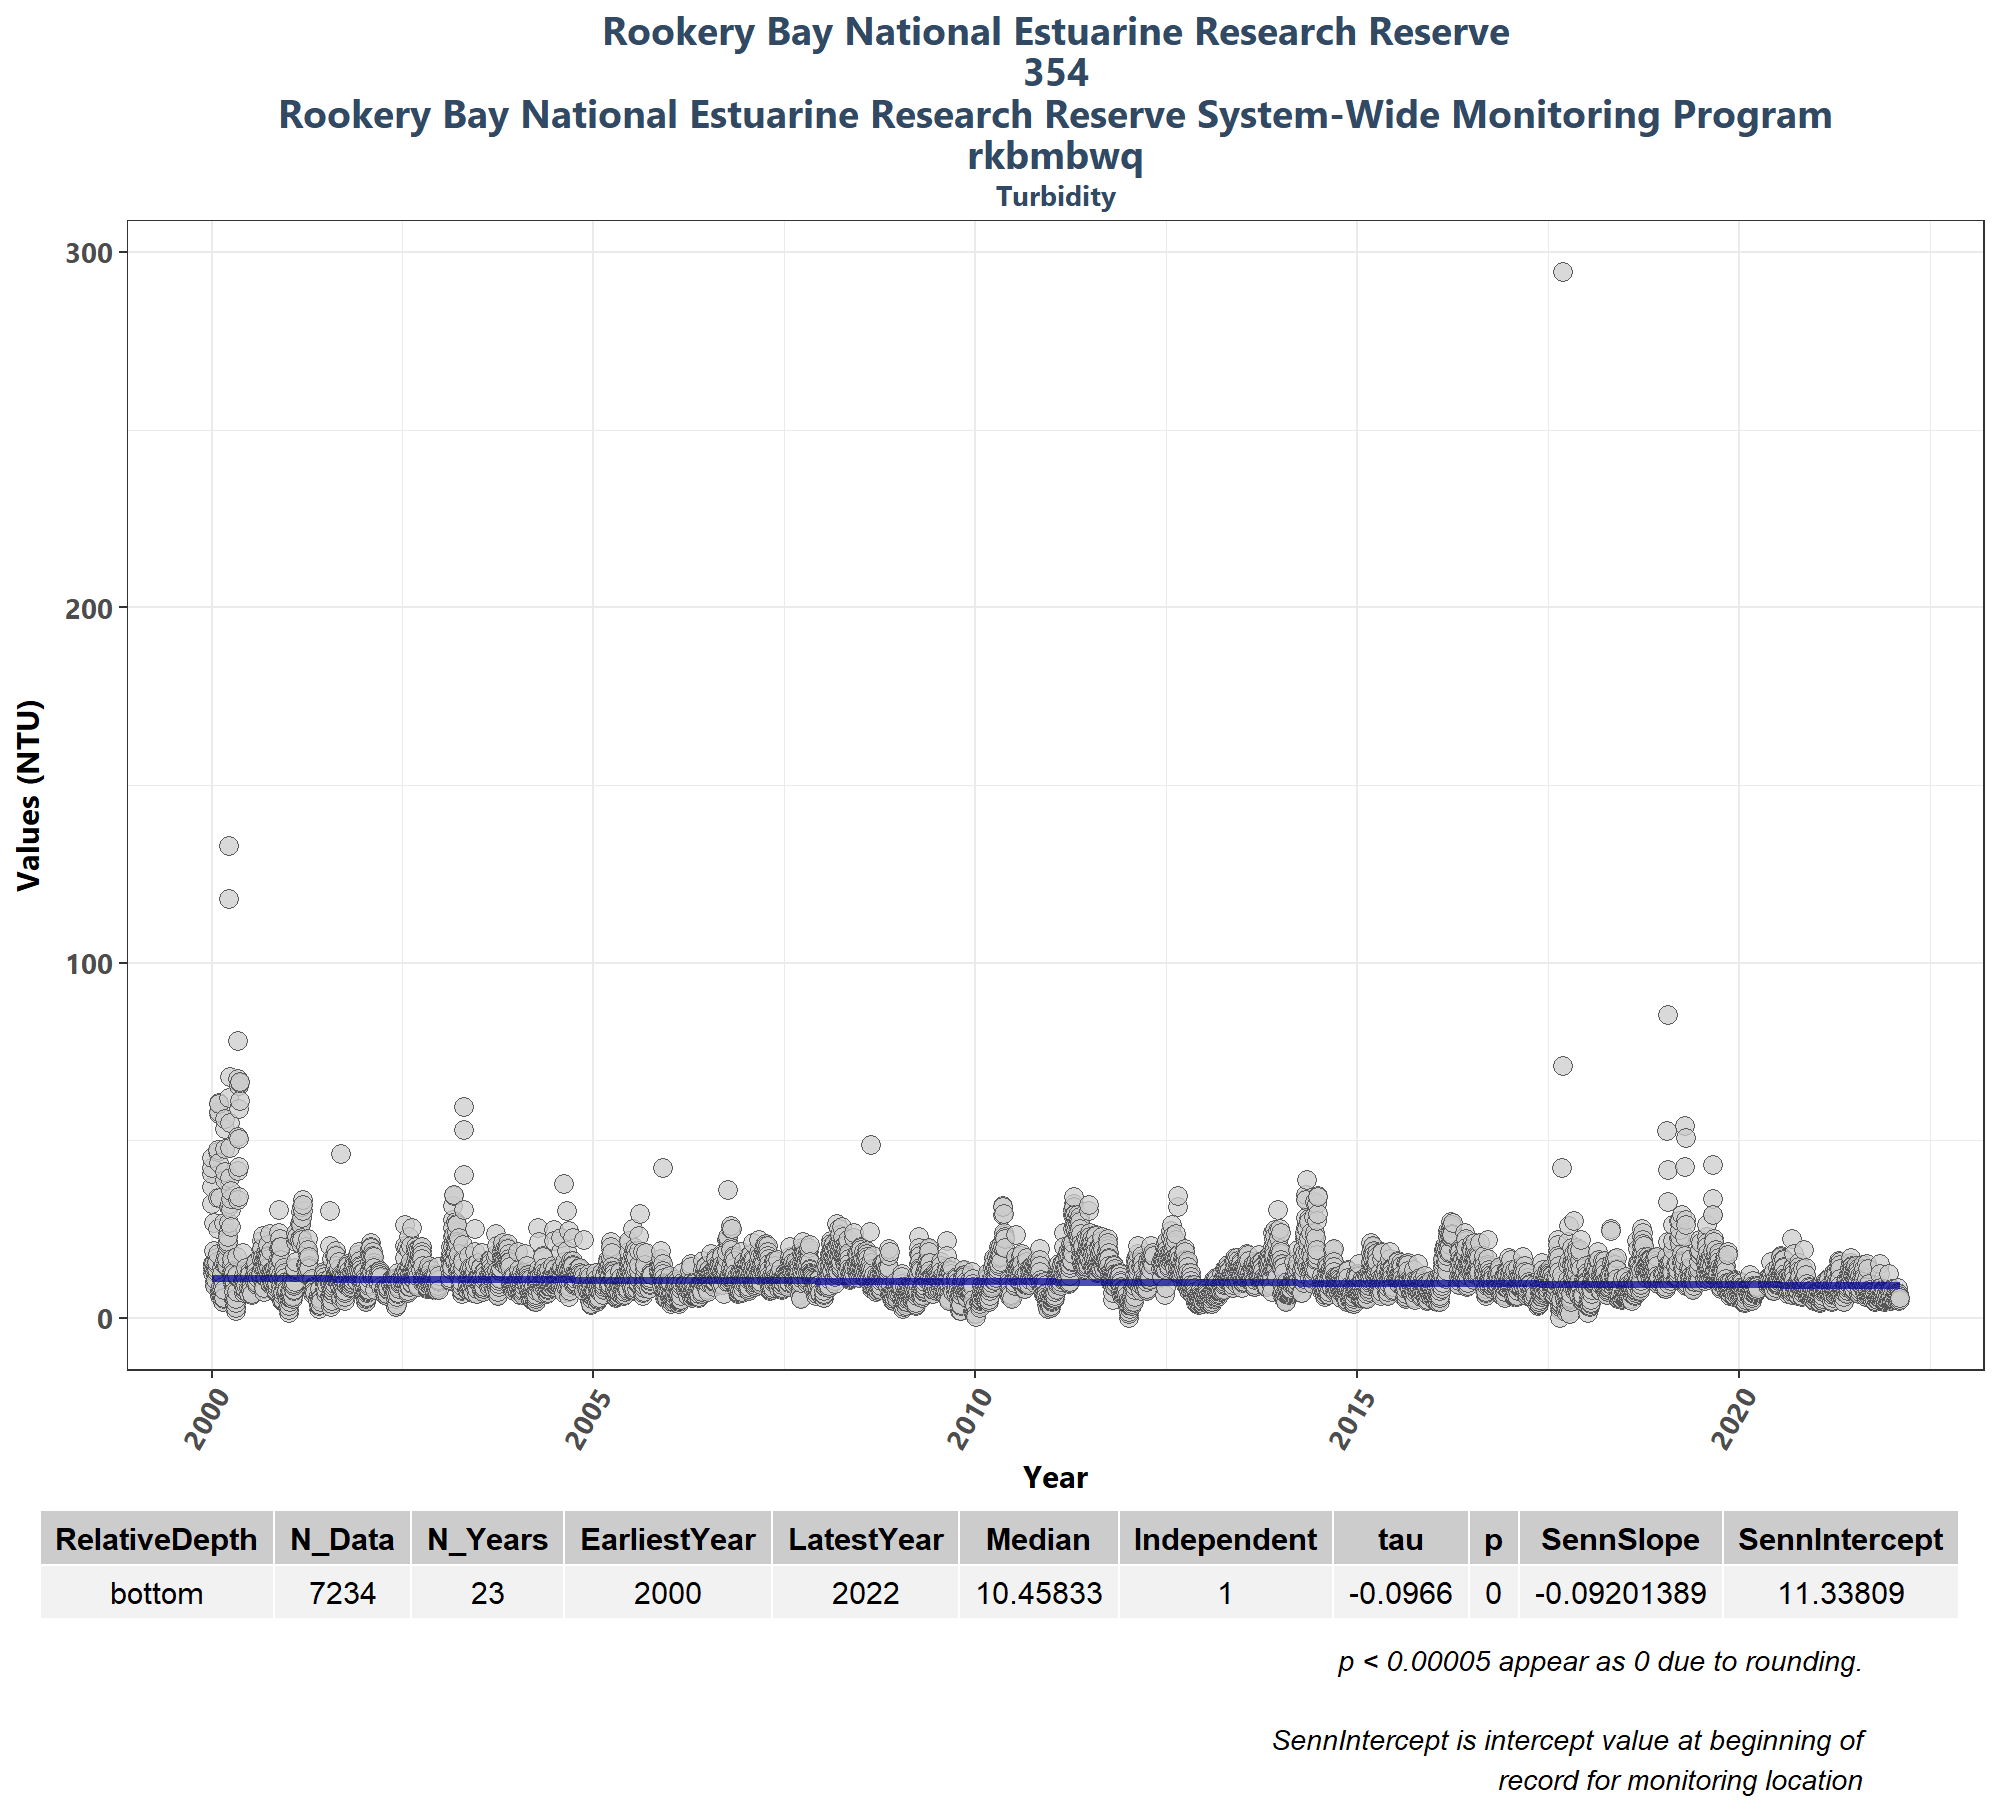 Rookery Bay National Estuarine Research Reserve
354
Rookery Bay National Estuarine Research Reserve System-Wide Monitoring Program
rkbmbwq
Turbidity
300
200
100
0
Values (NTU)
2000 2005 2010 2015 2020
Year
RelativeDepth N_Data N_Years EarliestYear LatestYear Median Independent tau p SennSlope SennIntercept
bottom 7234 23 2000 2022 10.45833 1 -0.0966 0 -0.09201389 11.33809
p < 0.00005 appear as 0 due to rounding.
SennIntercept is intercept value at beginning of
record for monitoring location